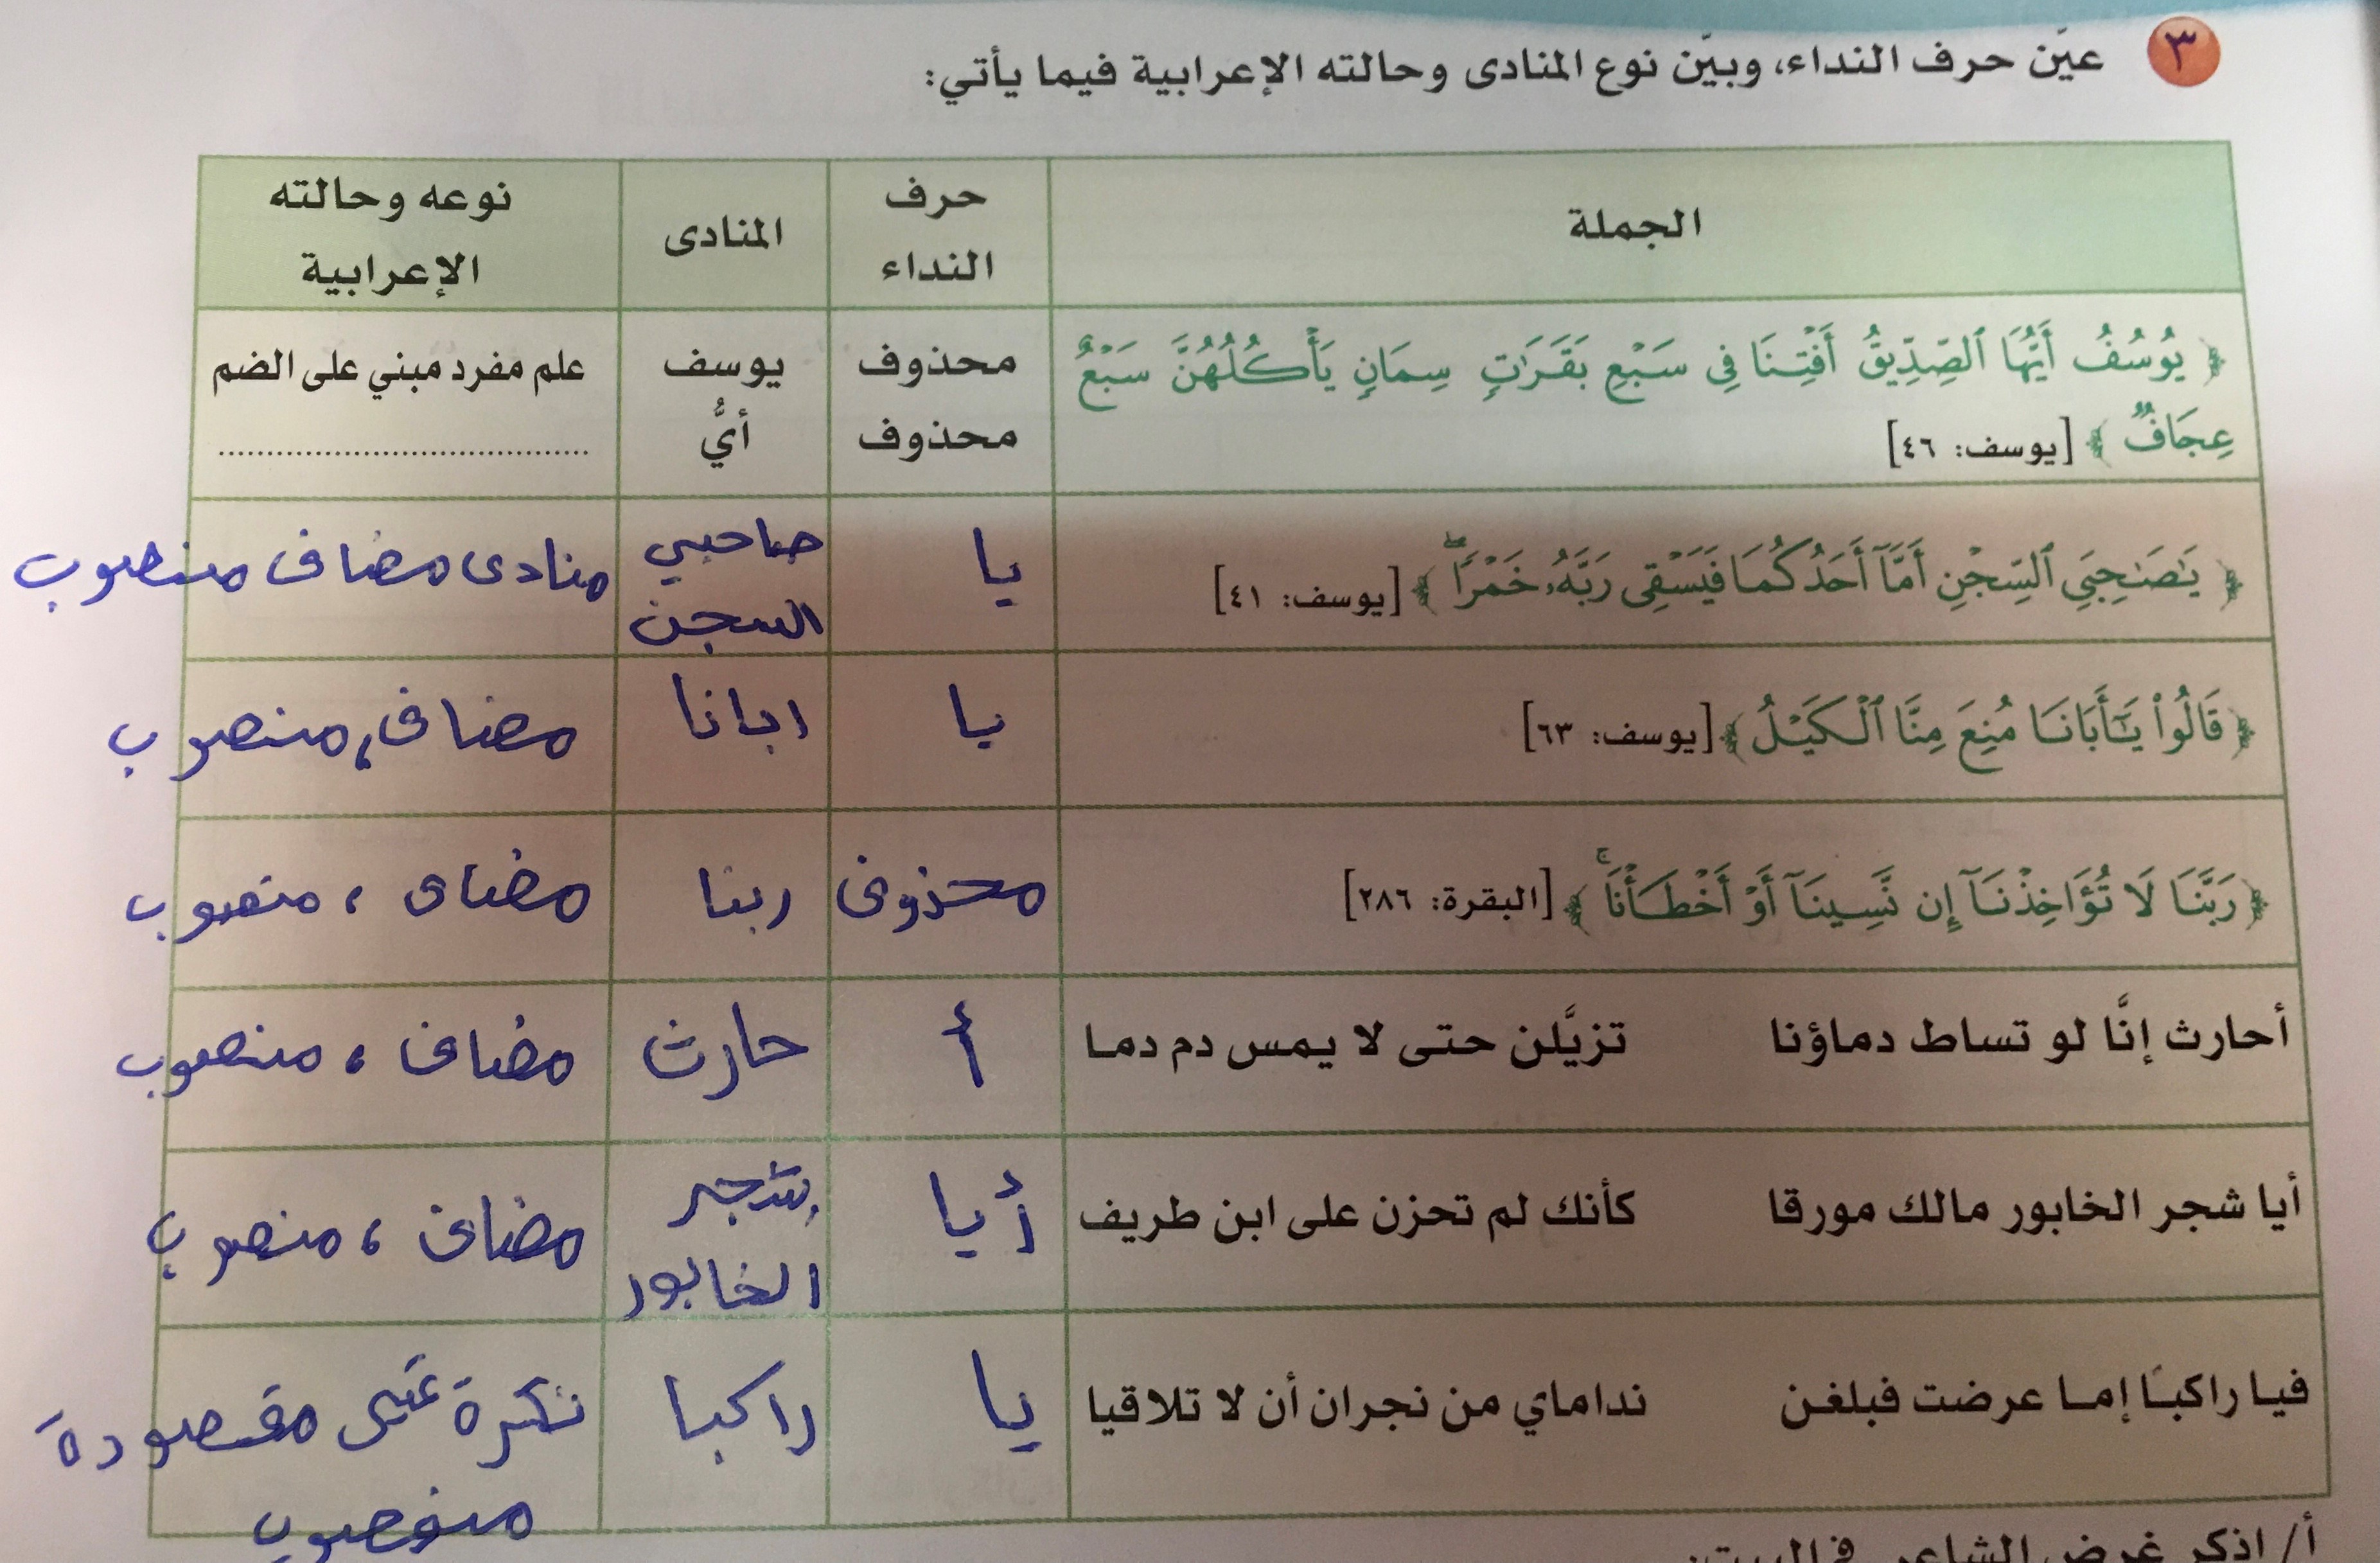 ٣ عيّن حرف النداء، وبيّن نوع المنادى وحالته الإعرابية فيما يأتي:
الجملة
حرف النداء
المنادى
نوعه وحالته الإعرابية
﴿ يُوسُفُ أَيُّهَا ٱلصِّدِّيقُ أَفْتِنَا فِى سَبْعِ بَقَرَٰتٍ سِمَانٍ يَأْكُلُهُنَّ سَبْعٌ
عِجَافٌ ﴾ [يوسف: ٤٦]
محذوف
محذوف
يوسف
أيُّ
علم مفرد مبني على الضم
......................................
﴿ يَٰصَىٰحِبَىِ ٱلسِّجْنِ أَمَّآ أَحَدُكُمَا فَيَسْقِى رَبَّهُۥ خَمْرًا ۖ ﴾ [يوسف: ٤١]
يا
صاحبي
السجن
منادى مضاف منصوب
﴿ قَالُوا۟ يَٰٓأَبَانَا مُنِعَ مِنَّا ٱلْكَيْلُ ﴾ [يوسف: ٦٣]
يا
ابانا
مضاف، منصوب
﴿ رَبَّنَا لَا تُؤَاخِذْنَآ إِن نَّسِينَآ أَوْ أَخْطَأْنَا ۚ ﴾ [البقرة: ٢٨٦]
محذوف
ربنا
مضاف ، منصوب
أحارث إنَّا لو تساط دماؤنا تزيَّلن حتى لا يمس دم دما
أ
حارث
مضاف ، منصوب
أيا شجر الخابور مالك مورقا كأنك لم تحزن على ابن طريف
أيا
شجر
الخابور
مضاف ، منصوب
فيا راكبًا إما عرضت فبلغن نداماي من نجران أن لا تلاقيا
يا
راكبا
نكرة غير مقصودة
منصوب
أ/ اذكر غرض الشاعر في البيت: